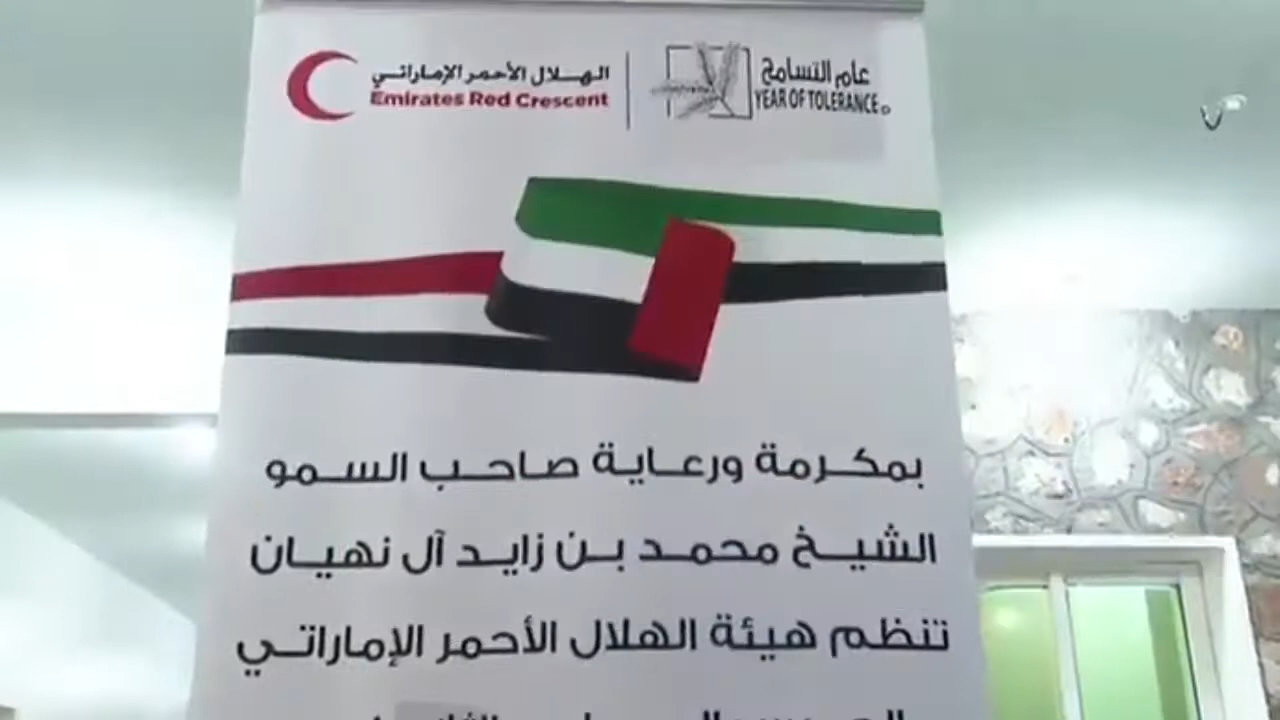 الهلال الأحمر الإماراتي
Emirates Red Crescent
عام التسامح
YEAR OF TOLERANCE
بمكرمة ورعاية صاحب السمو
الشيخ محمد بن زايد آل نهيان
تنظم هيئة الهلال الأحمر الإماراتي